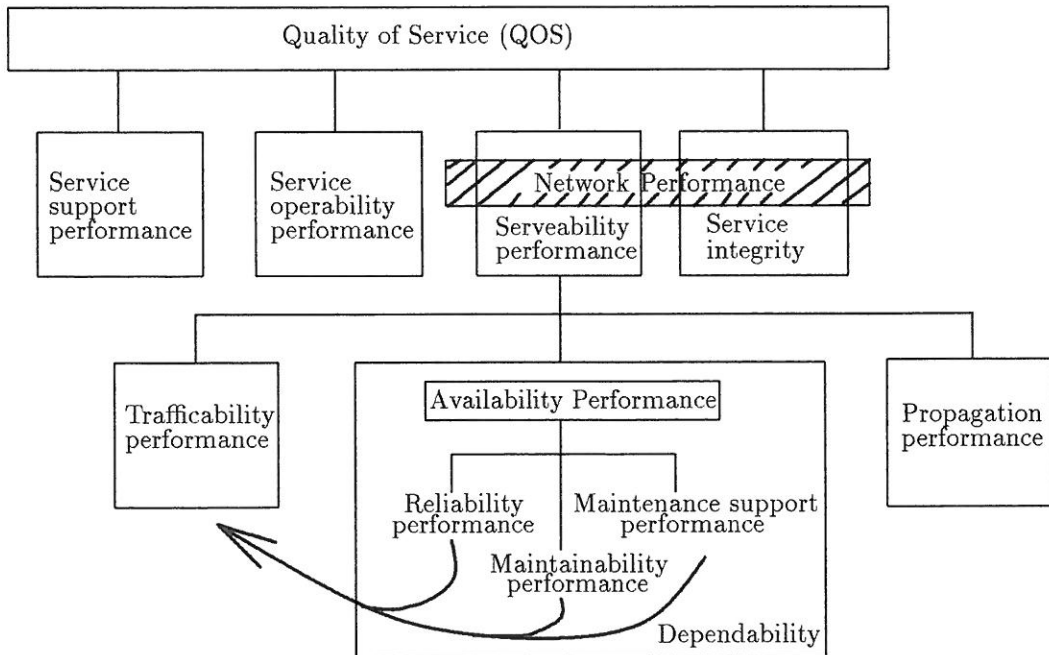 Quality of Service (QOS)
Service
support
performance
Service
operability
performance
Network Performance
Serveability
performance
Service
integrity
Trafficability
performance
Availability Performance
Propagation
performance
Reliability
performance
Maintenance support
performance
Maintainability
performance
Dependability